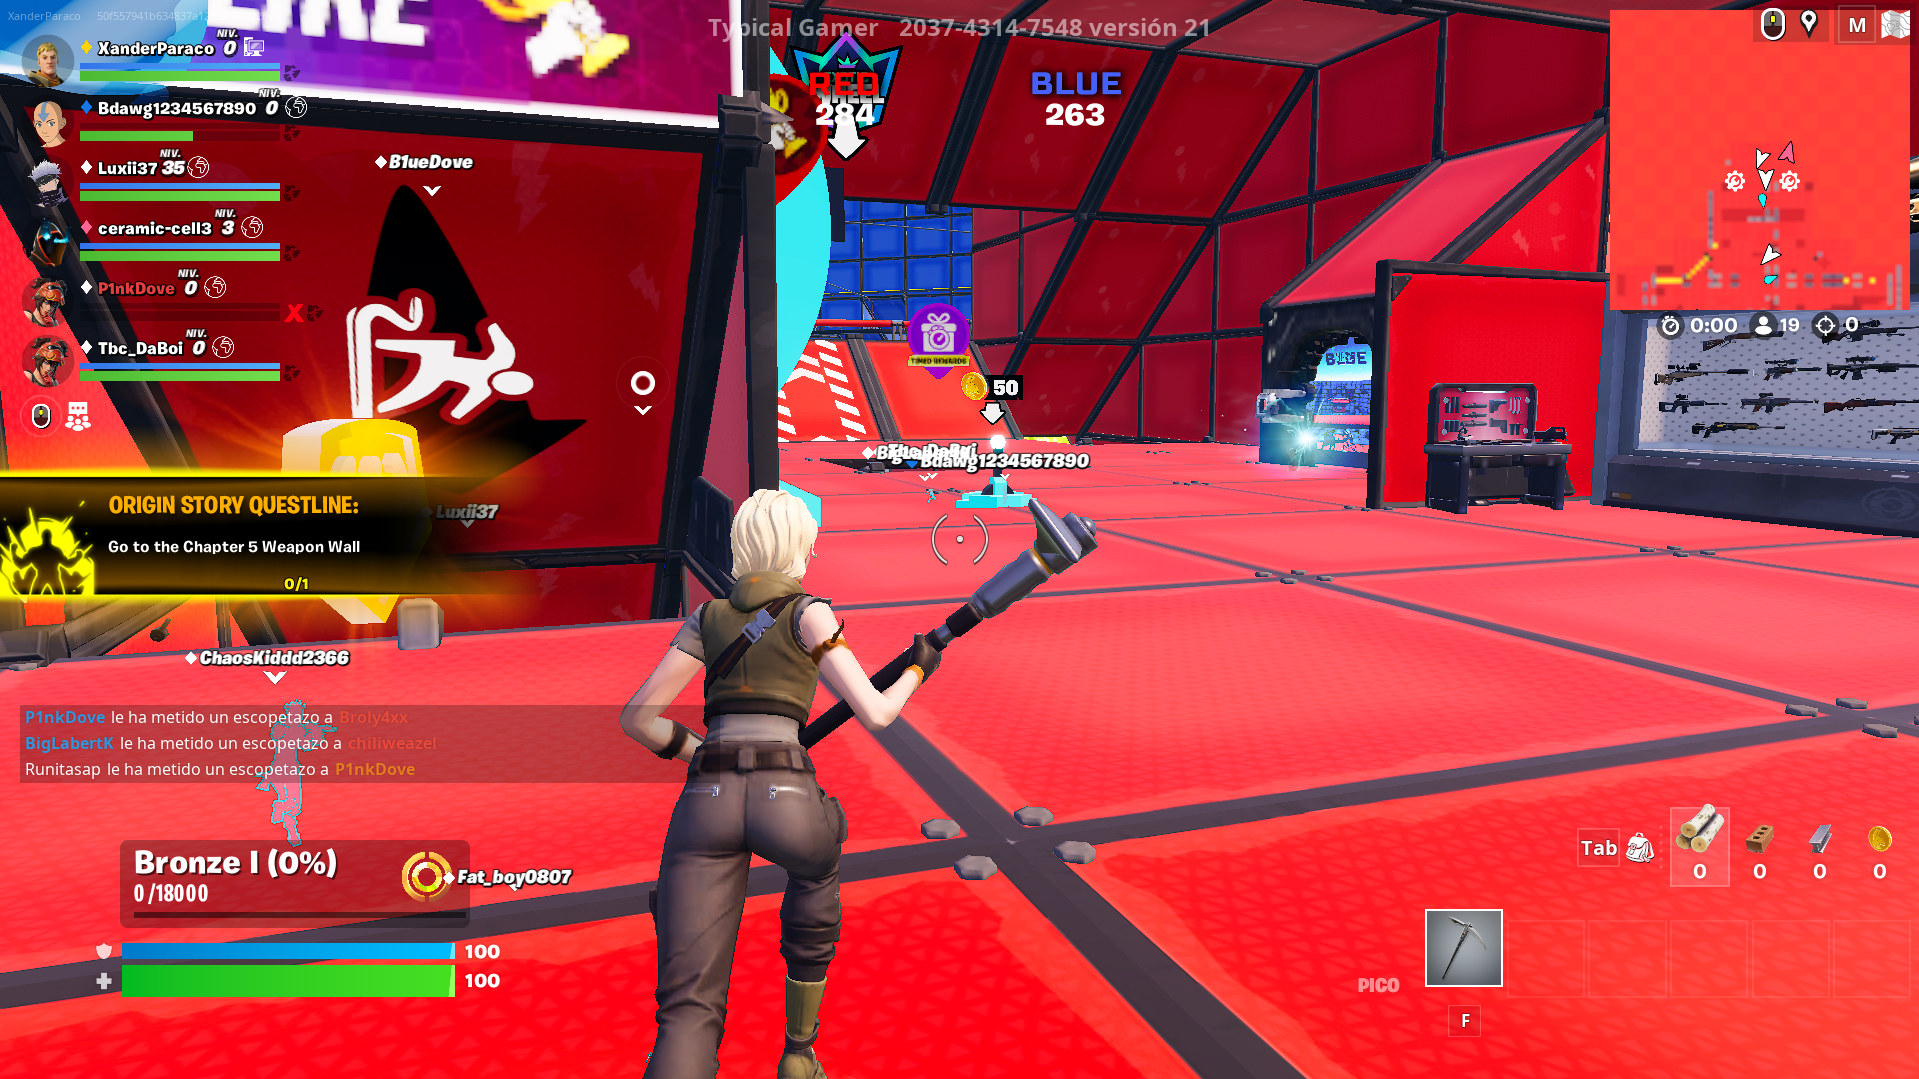 XanderParaco
Typical Gamer 2037-4314-7548 versión 21
RED
284
BLUE
263
M
NIV.
XanderParaco 0
NIV.
Bdawg1234567890 0
NIV.
Luxii37 35
NIV.
ceramic-cell3 3
NIV.
P1nkDove 0
X
NIV.
Tbc_DaBoi 0
B1ueDove
0:00 19 0
BLUE
TIMED REWARDS
50
Bdawg1234567890
ORIGIN STORY QUESTLINE:
Luxii37
Go to the Chapter 5 Weapon Wall
0/1
ChaosKiddd2366
P1nkDove le ha metido un escopetazo a Broly4xx
BigLabertK le ha metido un escopetazo a chiliweazel
Runitasap le ha metido un escopetazo a P1nkDove
Bronze I (0%)
0/18000
Fat_boy0807
100
100
Tab
0 0 0 0
PICO
F